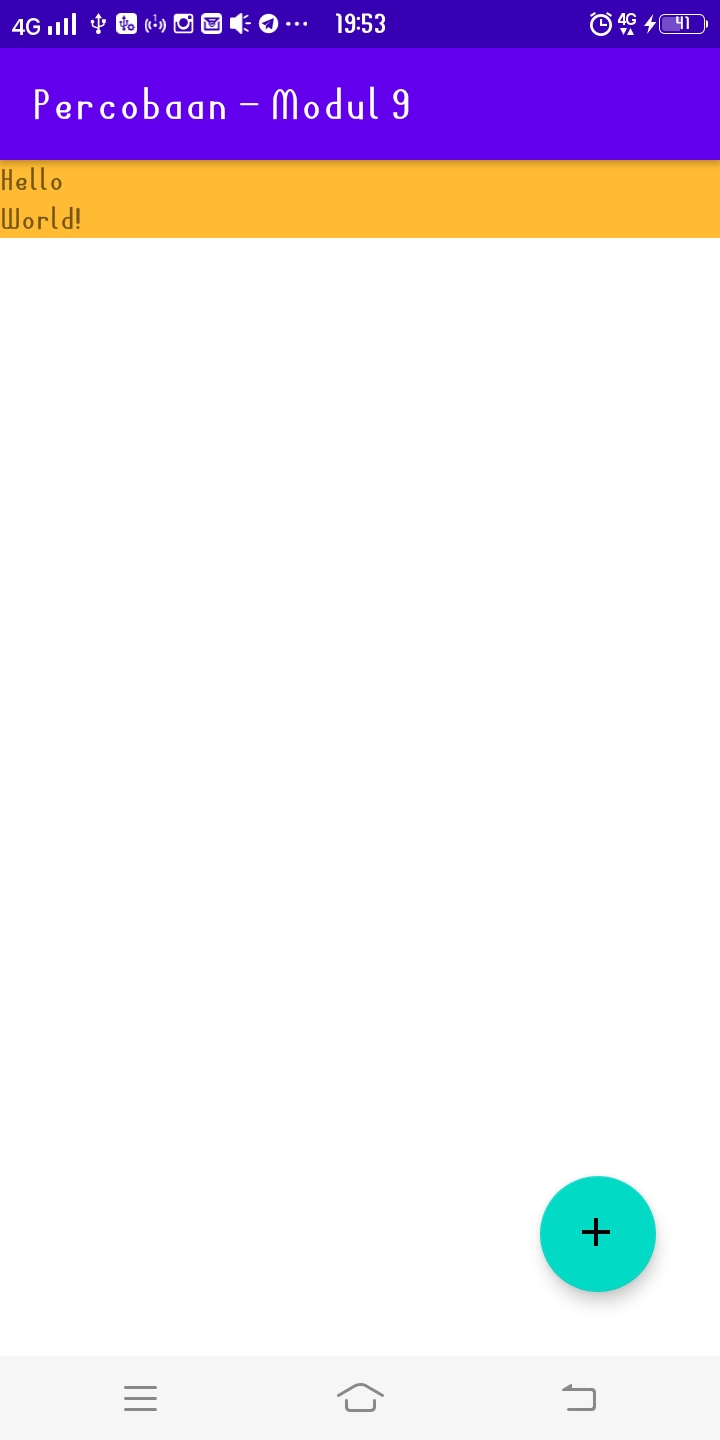 4G 19:53 4G 41
Percobaan - Modul 9
Hello
World!